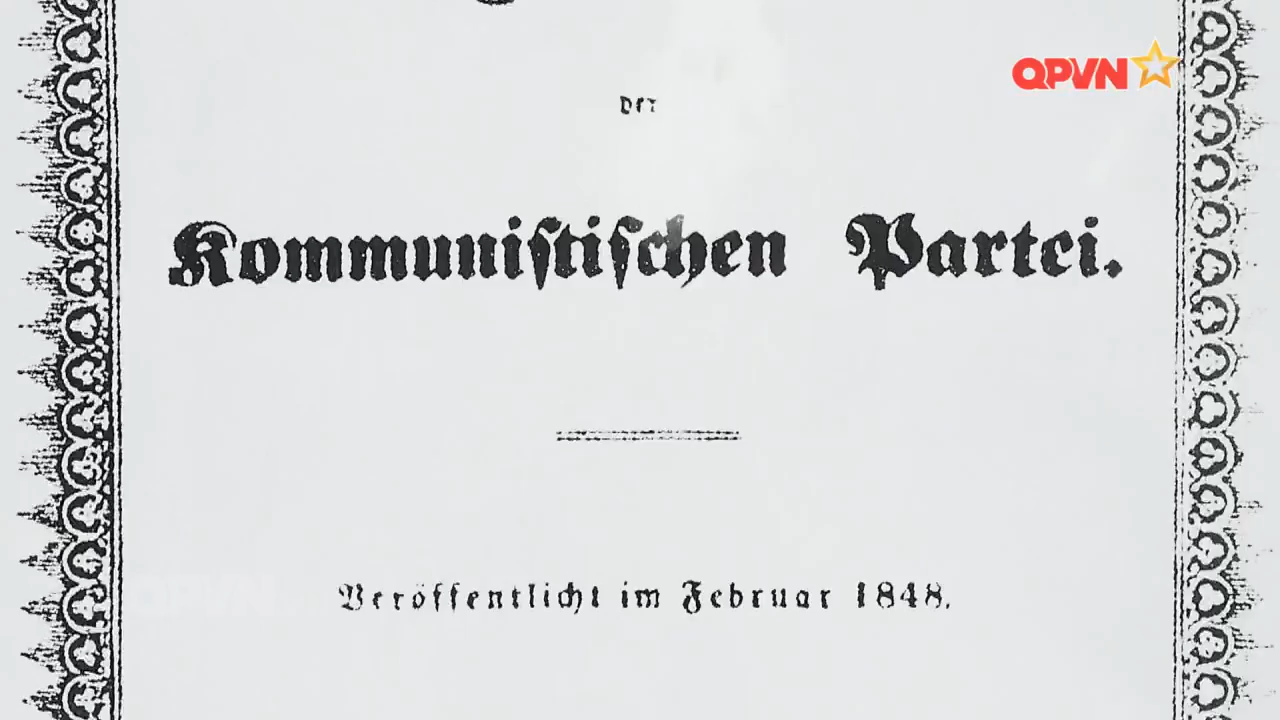 QPVN
der
Kommuniſtiſchen Partei.
Veröffentlicht im Februar 1848.